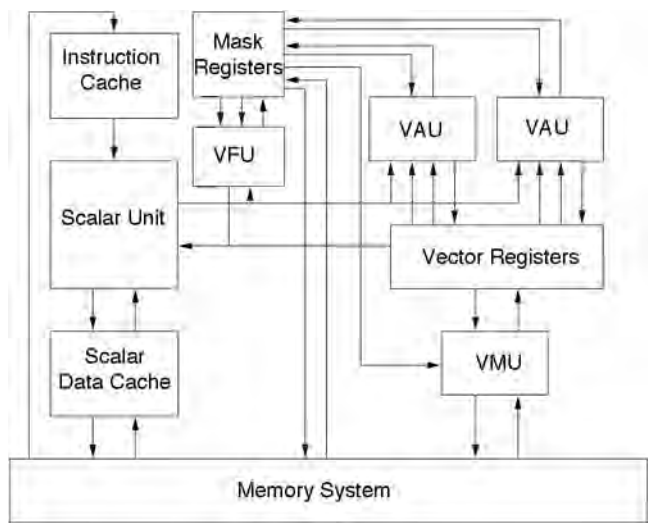 Instruction
Cache
Mask
Registers
VAU
VAU
VFU
Scalar Unit
Vector Registers
Scalar
Data Cache
VMU
Memory System